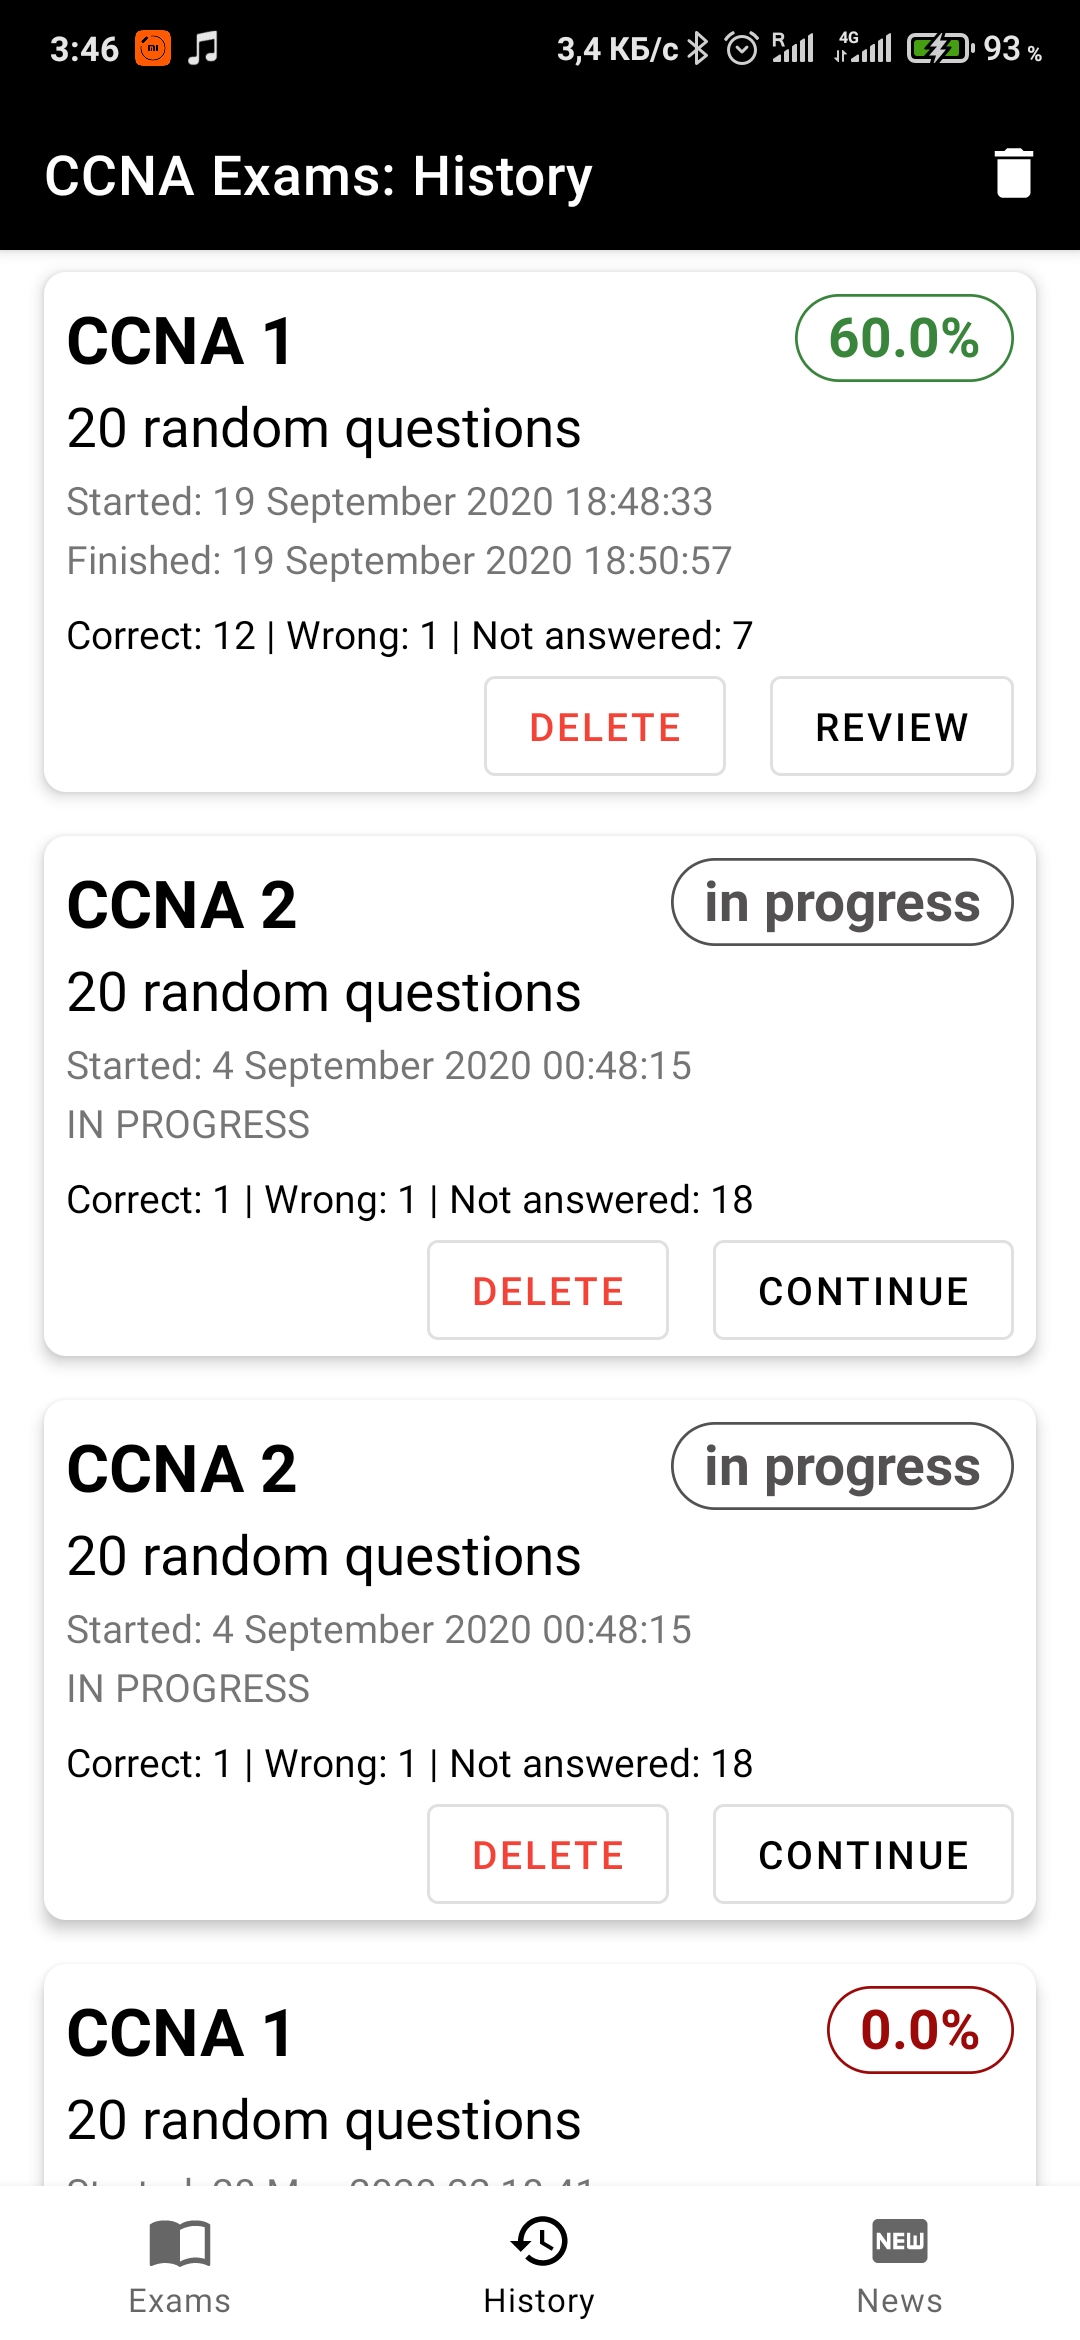 3:46 3,4 КБ/с R 4G 93 %
CCNA Exams: History
CCNA 1 60.0%
20 random questions
Started: 19 September 2020 18:48:33
Finished: 19 September 2020 18:50:57
Correct: 12 | Wrong: 1 | Not answered: 7
DELETE REVIEW
CCNA 2 in progress
20 random questions
Started: 4 September 2020 00:48:15
IN PROGRESS
Correct: 1 | Wrong: 1 | Not answered: 18
DELETE CONTINUE
CCNA 2 in progress
20 random questions
Started: 4 September 2020 00:48:15
IN PROGRESS
Correct: 1 | Wrong: 1 | Not answered: 18
DELETE CONTINUE
CCNA 1 0.0%
20 random questions
NEW
Exams History News